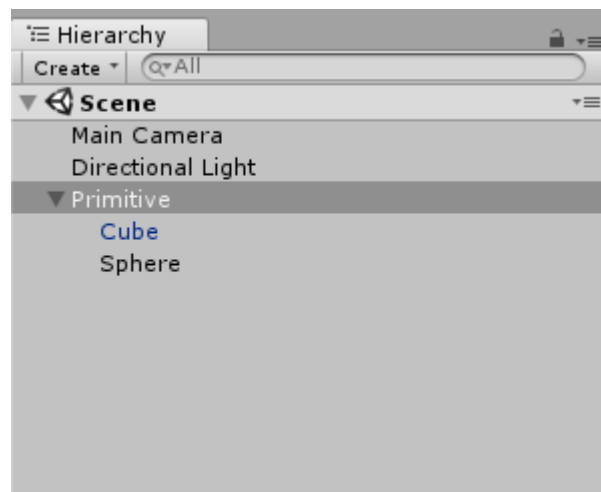 Hierarchy
Create All
Scene
Main Camera
Directional Light
Primitive
Cube
Sphere